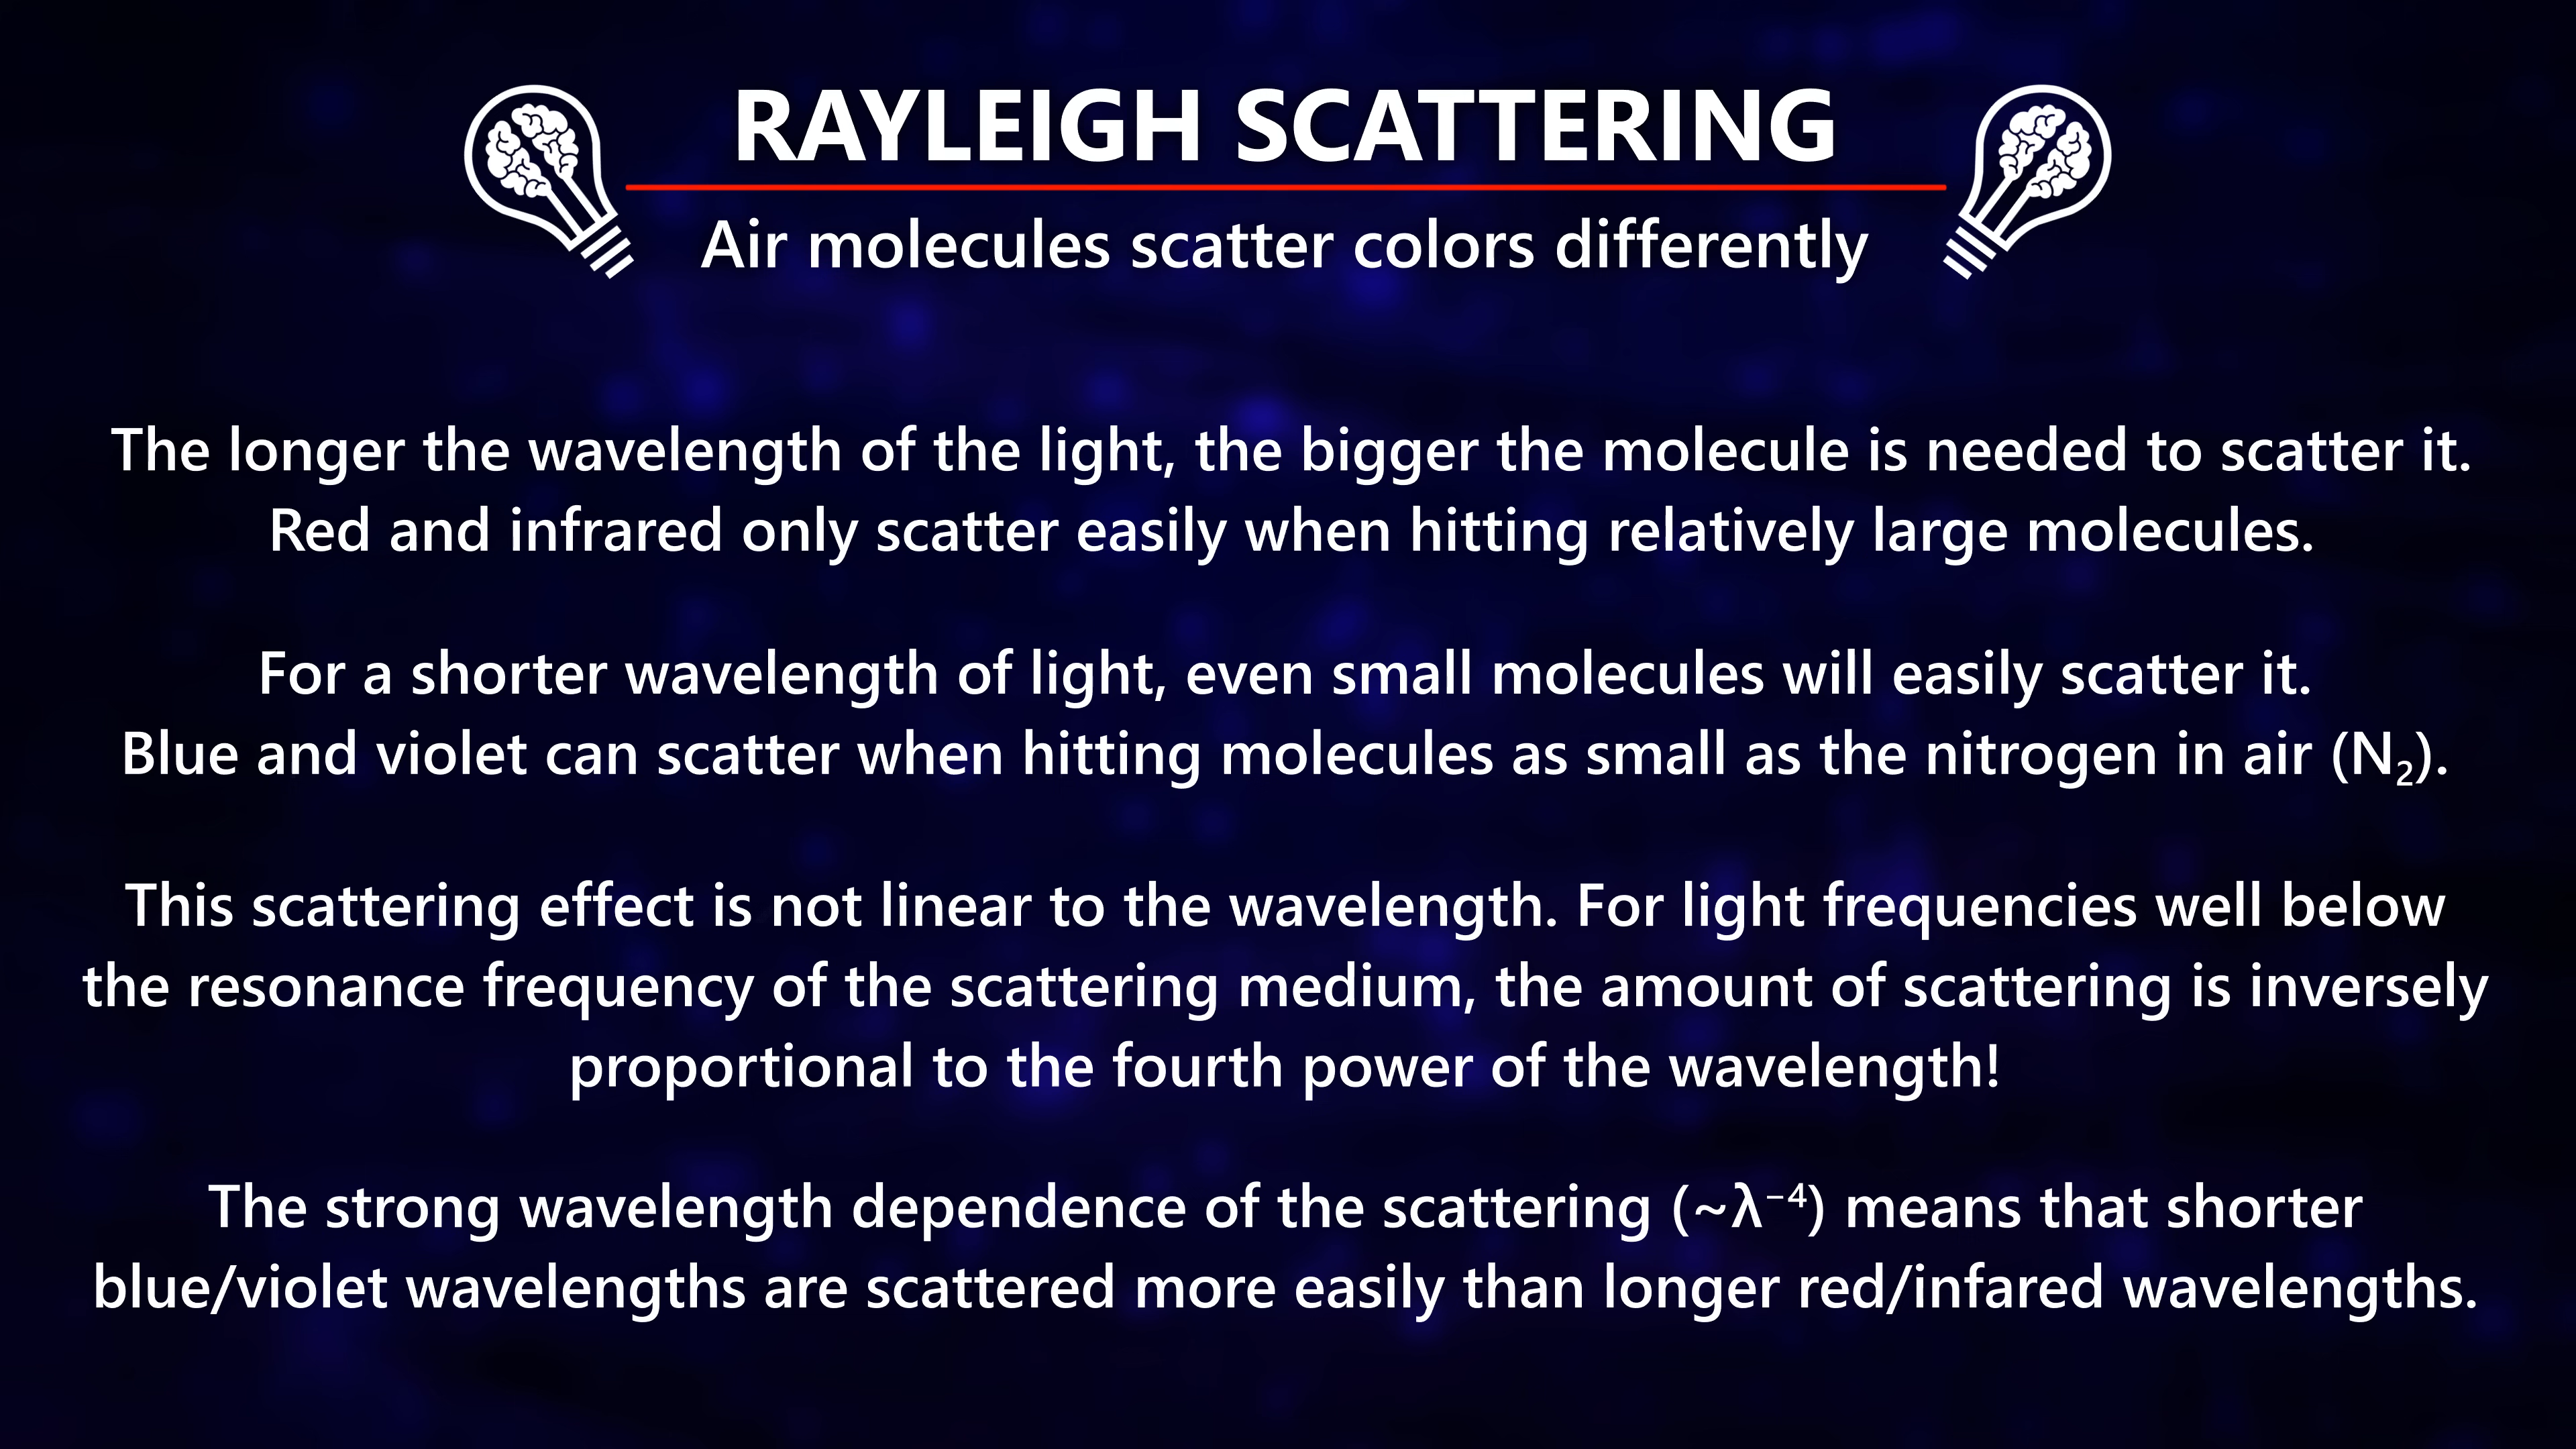 RAYLEIGH SCATTERING
Air molecules scatter colors differently
The longer the wavelength of the light, the bigger the molecule is needed to scatter it.
Red and infrared only scatter easily when hitting relatively large molecules.
For a shorter wavelength of light, even small molecules will easily scatter it.
Blue and violet can scatter when hitting molecules as small as the nitrogen in air (N₂).
This scattering effect is not linear to the wavelength. For light frequencies well below
the resonance frequency of the scattering medium, the amount of scattering is inversely
proportional to the fourth power of the wavelength!
The strong wavelength dependence of the scattering (~λ⁻⁴) means that shorter
blue/violet wavelengths are scattered more easily than longer red/infared wavelengths.